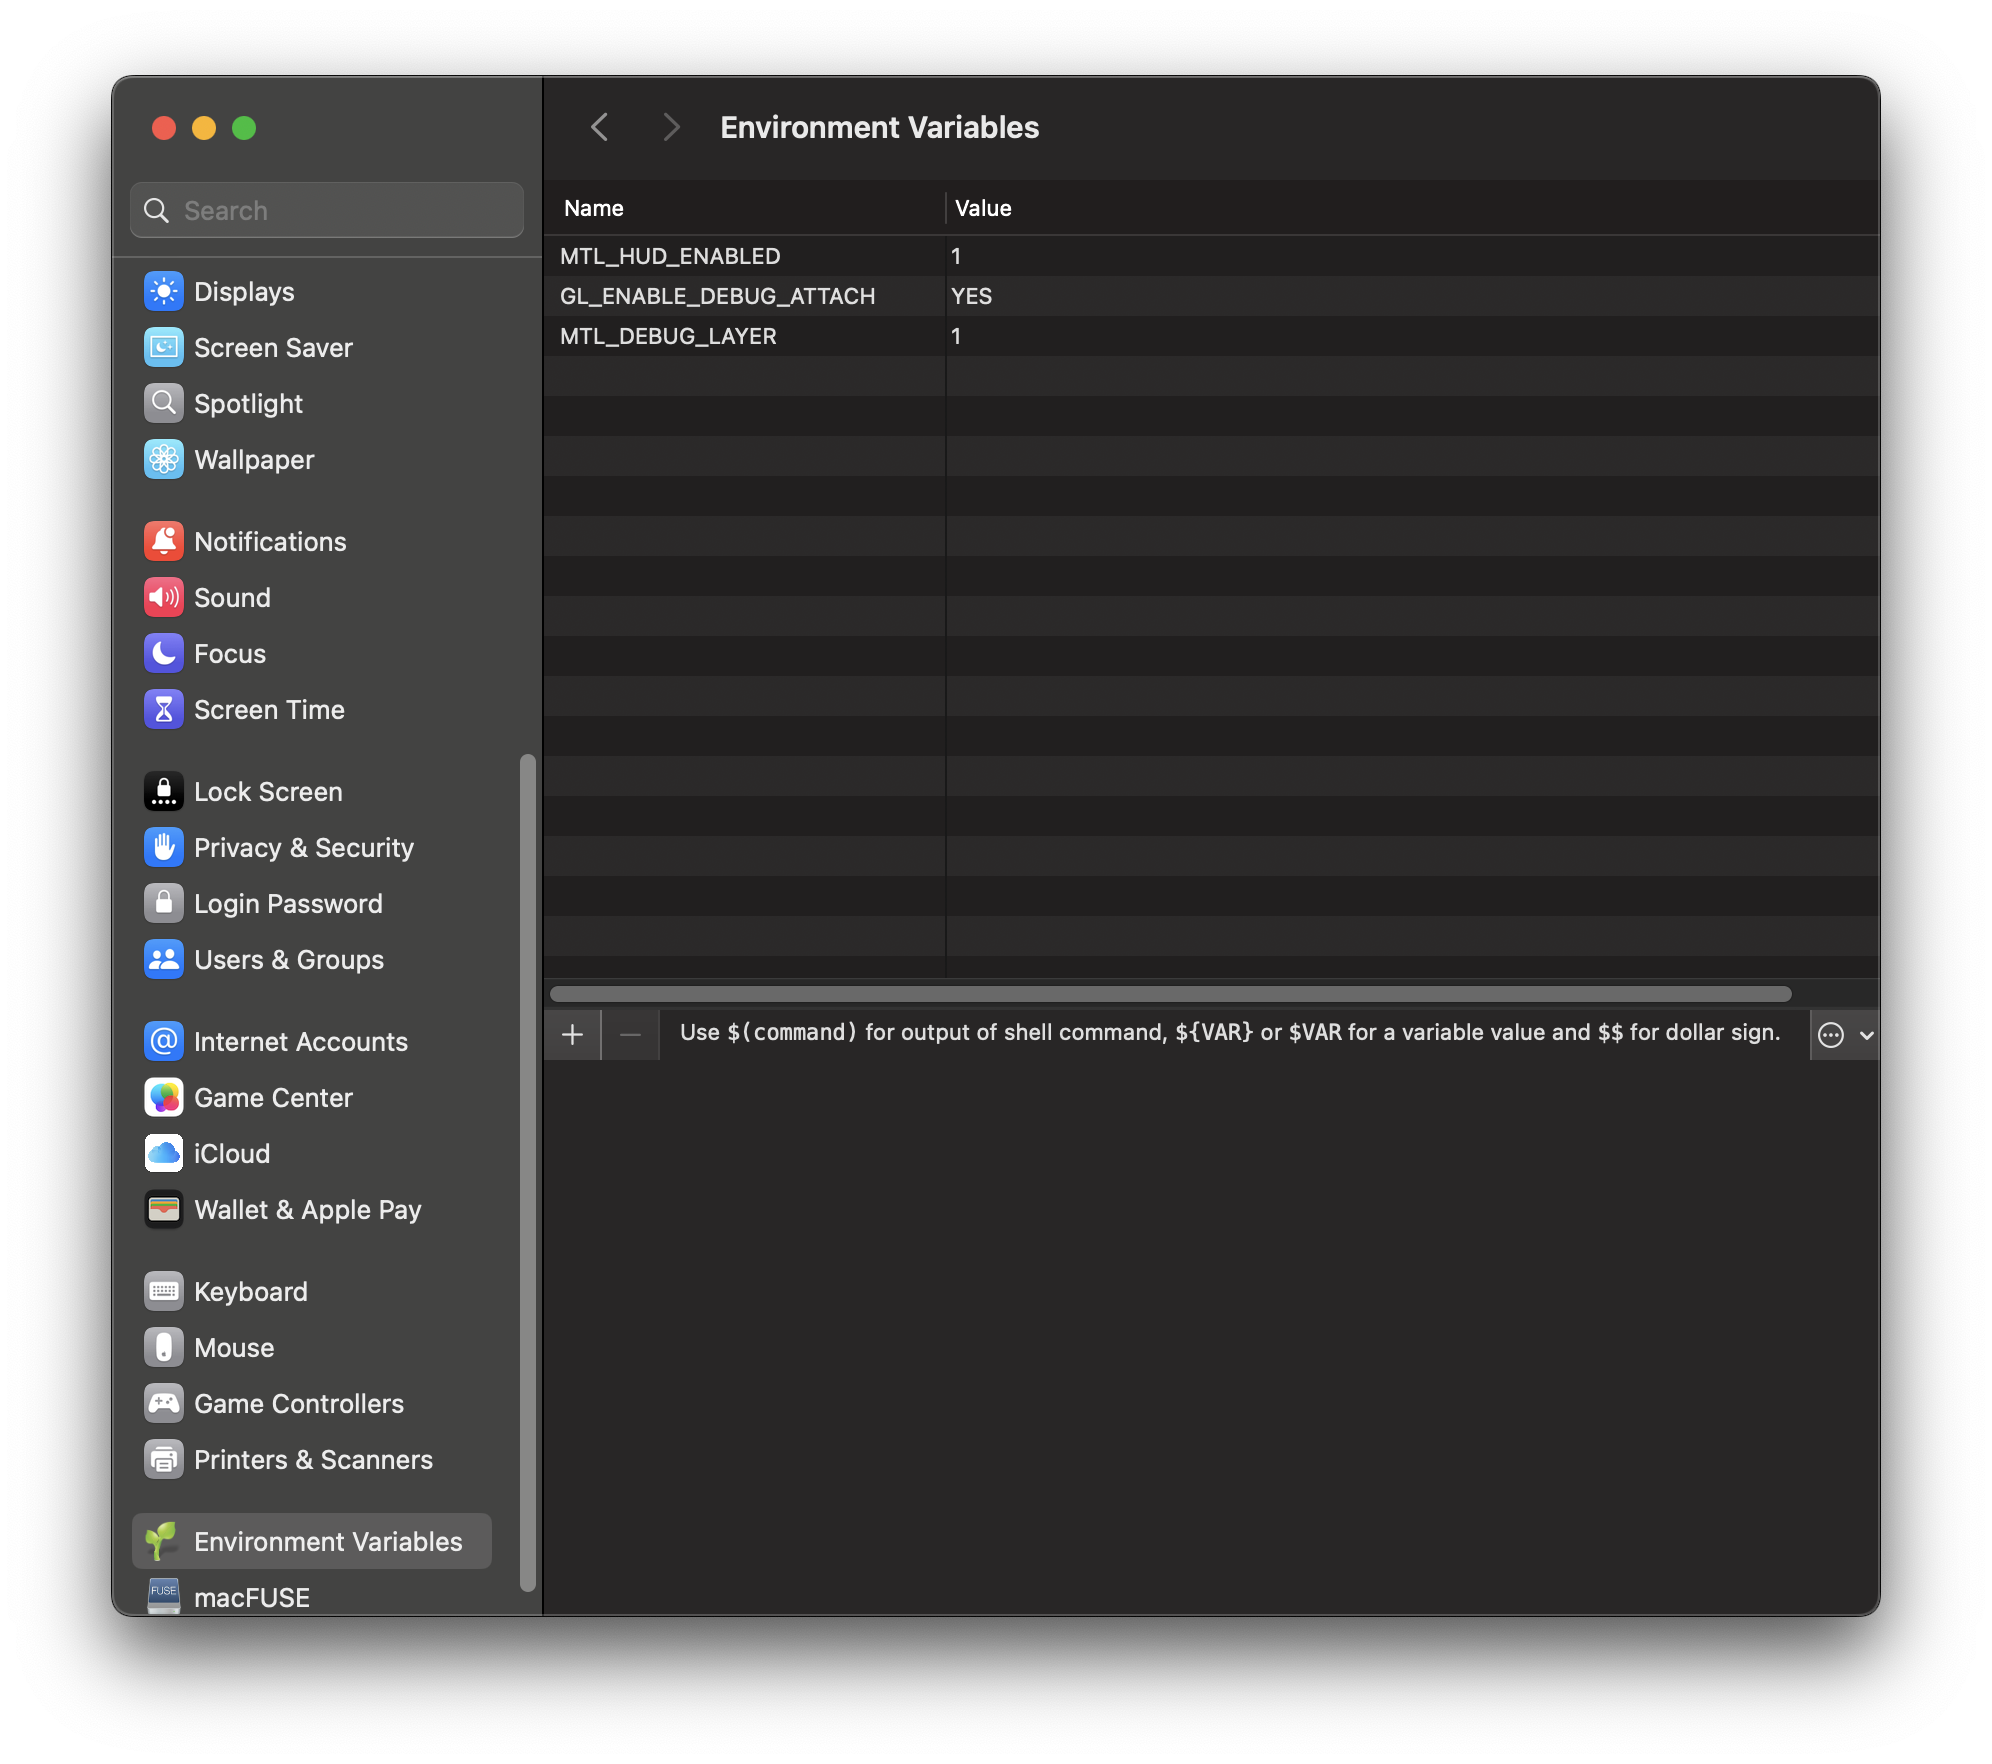 Search
Displays
Screen Saver
Spotlight
Wallpaper
Notifications
Sound
Focus
Screen Time
Lock Screen
Privacy & Security
Login Password
Users & Groups
Internet Accounts
Game Center
iCloud
Wallet & Apple Pay
Keyboard
Mouse
Game Controllers
Printers & Scanners
Environment Variables
FUSE
macFUSE
Environment Variables
Name Value
MTL_HUD_ENABLED 1
GL_ENABLE_DEBUG_ATTACH YES
MTL_DEBUG_LAYER 1
Use $(command) for output of shell command, ${VAR} or $VAR for a variable value and $$ for dollar sign.